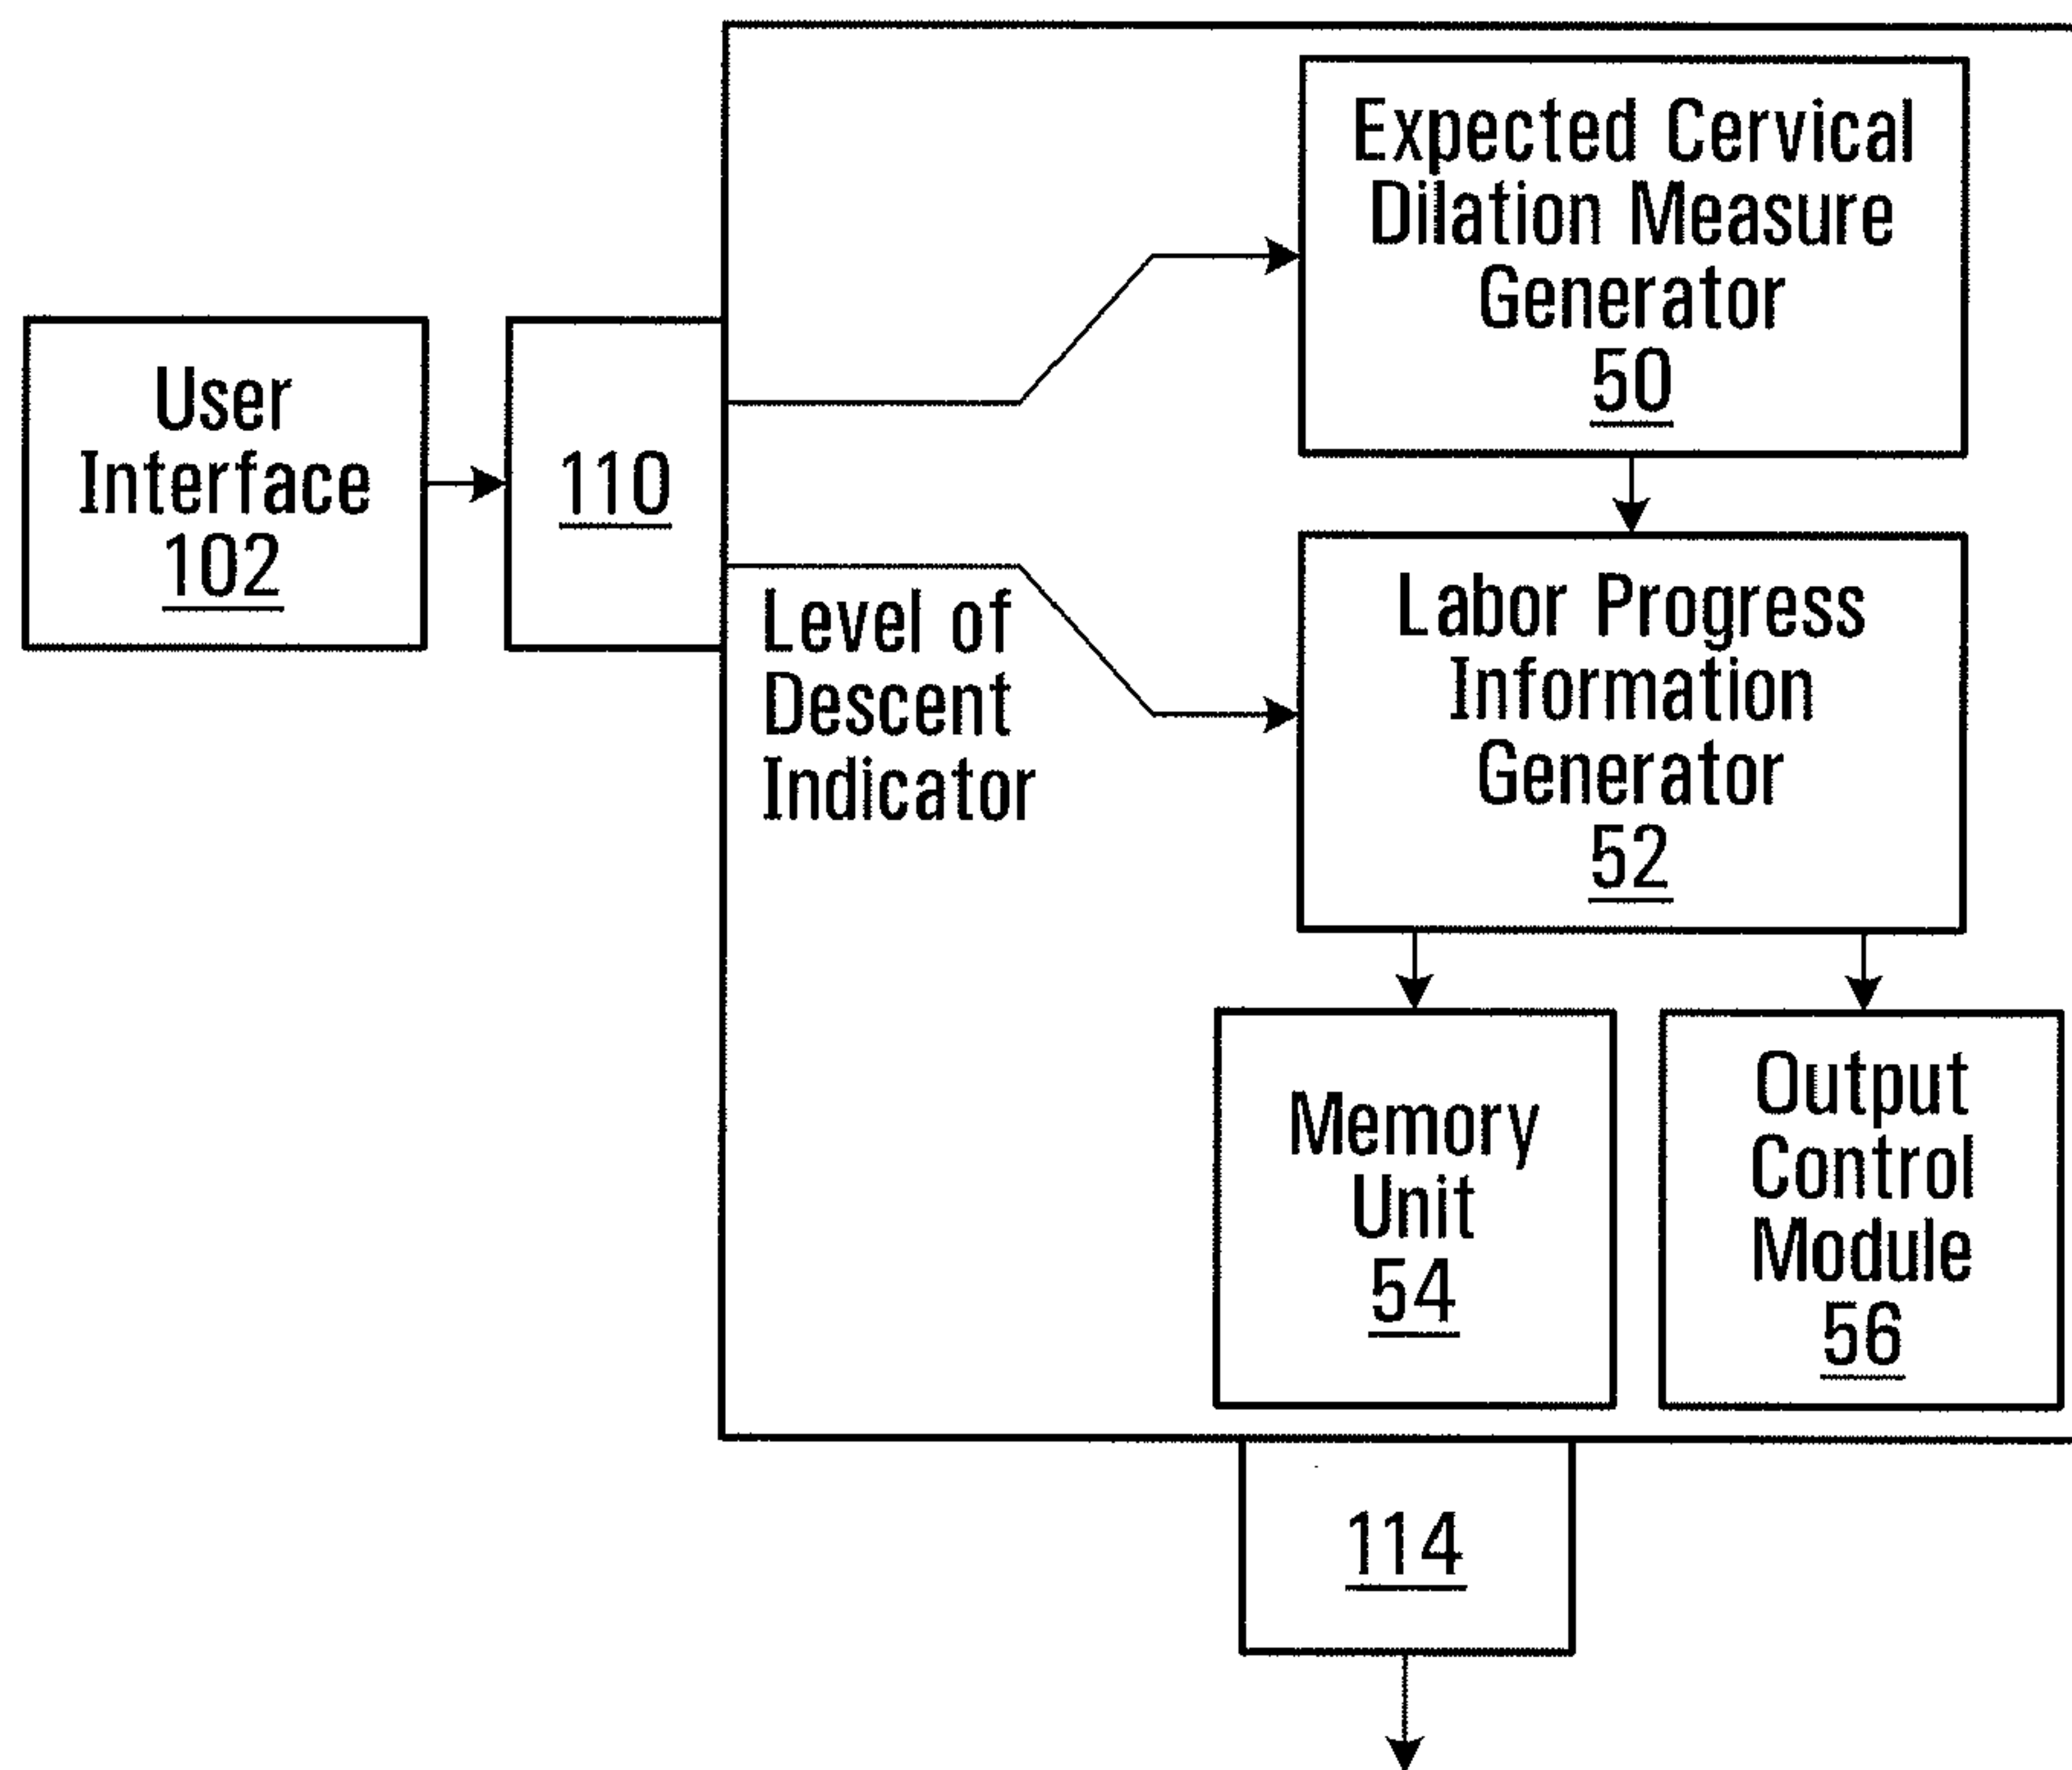 User
Interface
102
110
Level of
Descent
Indicator
Expected Cervical
Dilation Measure
Generator
50
Labor Progress
Information
Generator
52
Memory
Unit
54
Output
Control
Module
56
114